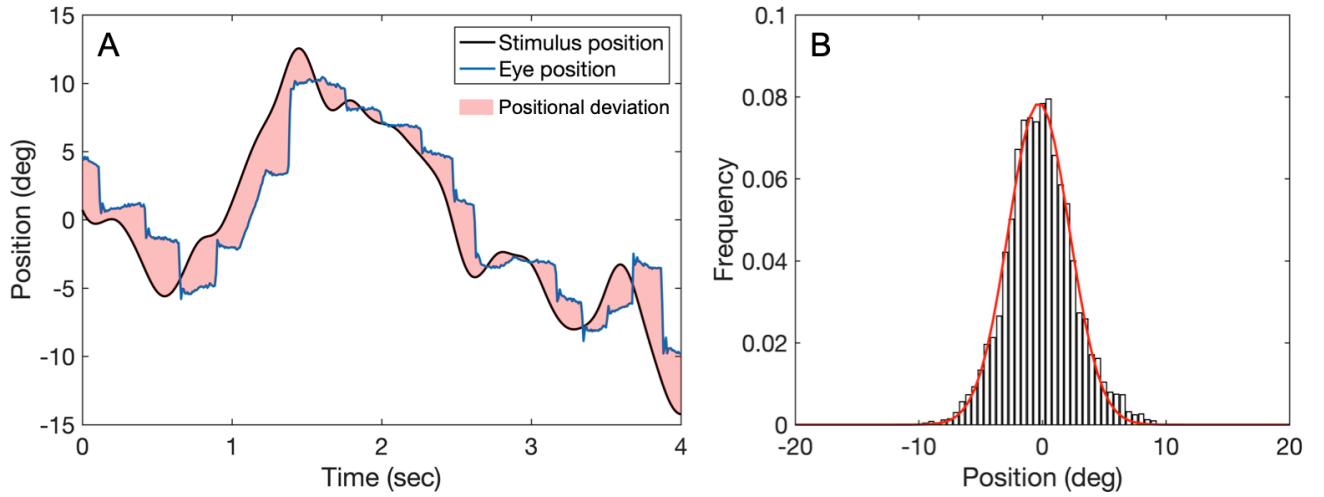 A
Stimulus position
Eye position
Positional deviation
15
10
5
0
-5
-10
-15
Position (deg)
0
1
2
3
4
Time (sec)
B
0.1
0.08
0.06
0.04
0.02
0
Frequency
-20
-10
0
10
20
Position (deg)